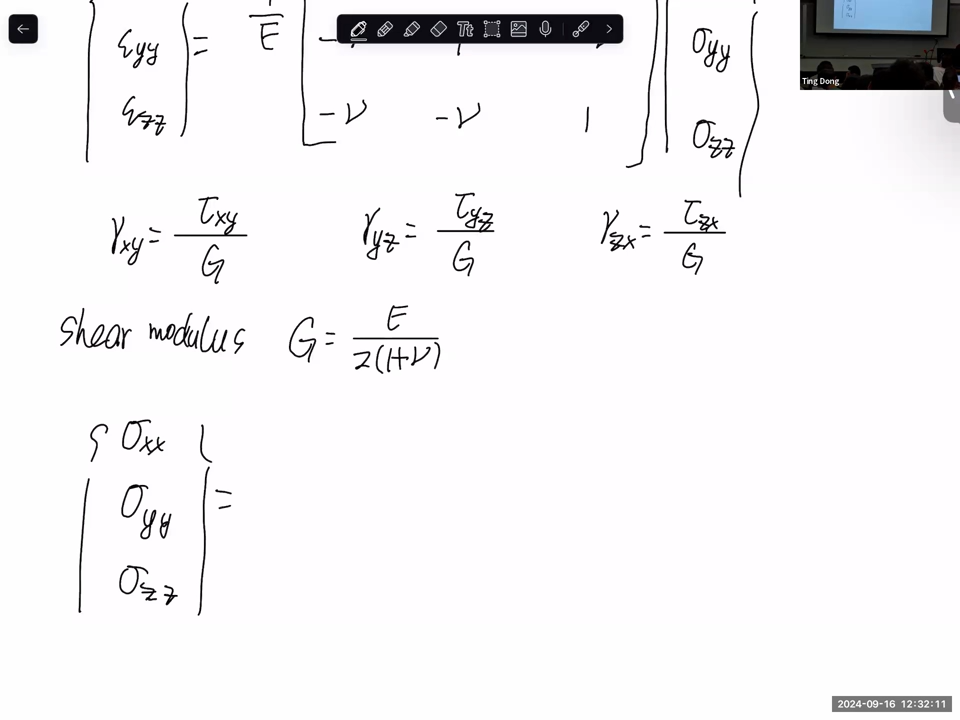 1
ε_yy = — E — -ν 1 -ν σ_yy
ε_zz -ν -ν 1 σ_zz
Ting Dong
γ_xy = τ_xy / G γ_yz = τ_yz / G γ_zx = τ_zx / G
shear modulus G = E / 2(1+ν)
σ_xx
σ_yy =
σ_zz
2024-09-16 12:32:11